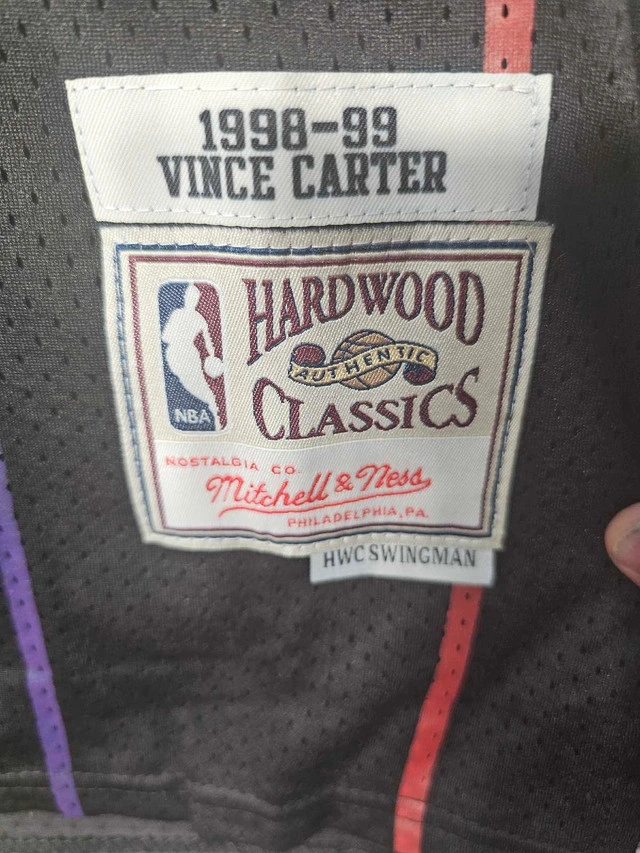 1998-99
VINCE CARTER
HARDWOOD
AUTHENTIC
CLASSICS
NBA
NOSTALGIA CO.
Mitchell & Ness
PHILADELPHIA, PA.
HWC SWINGMAN